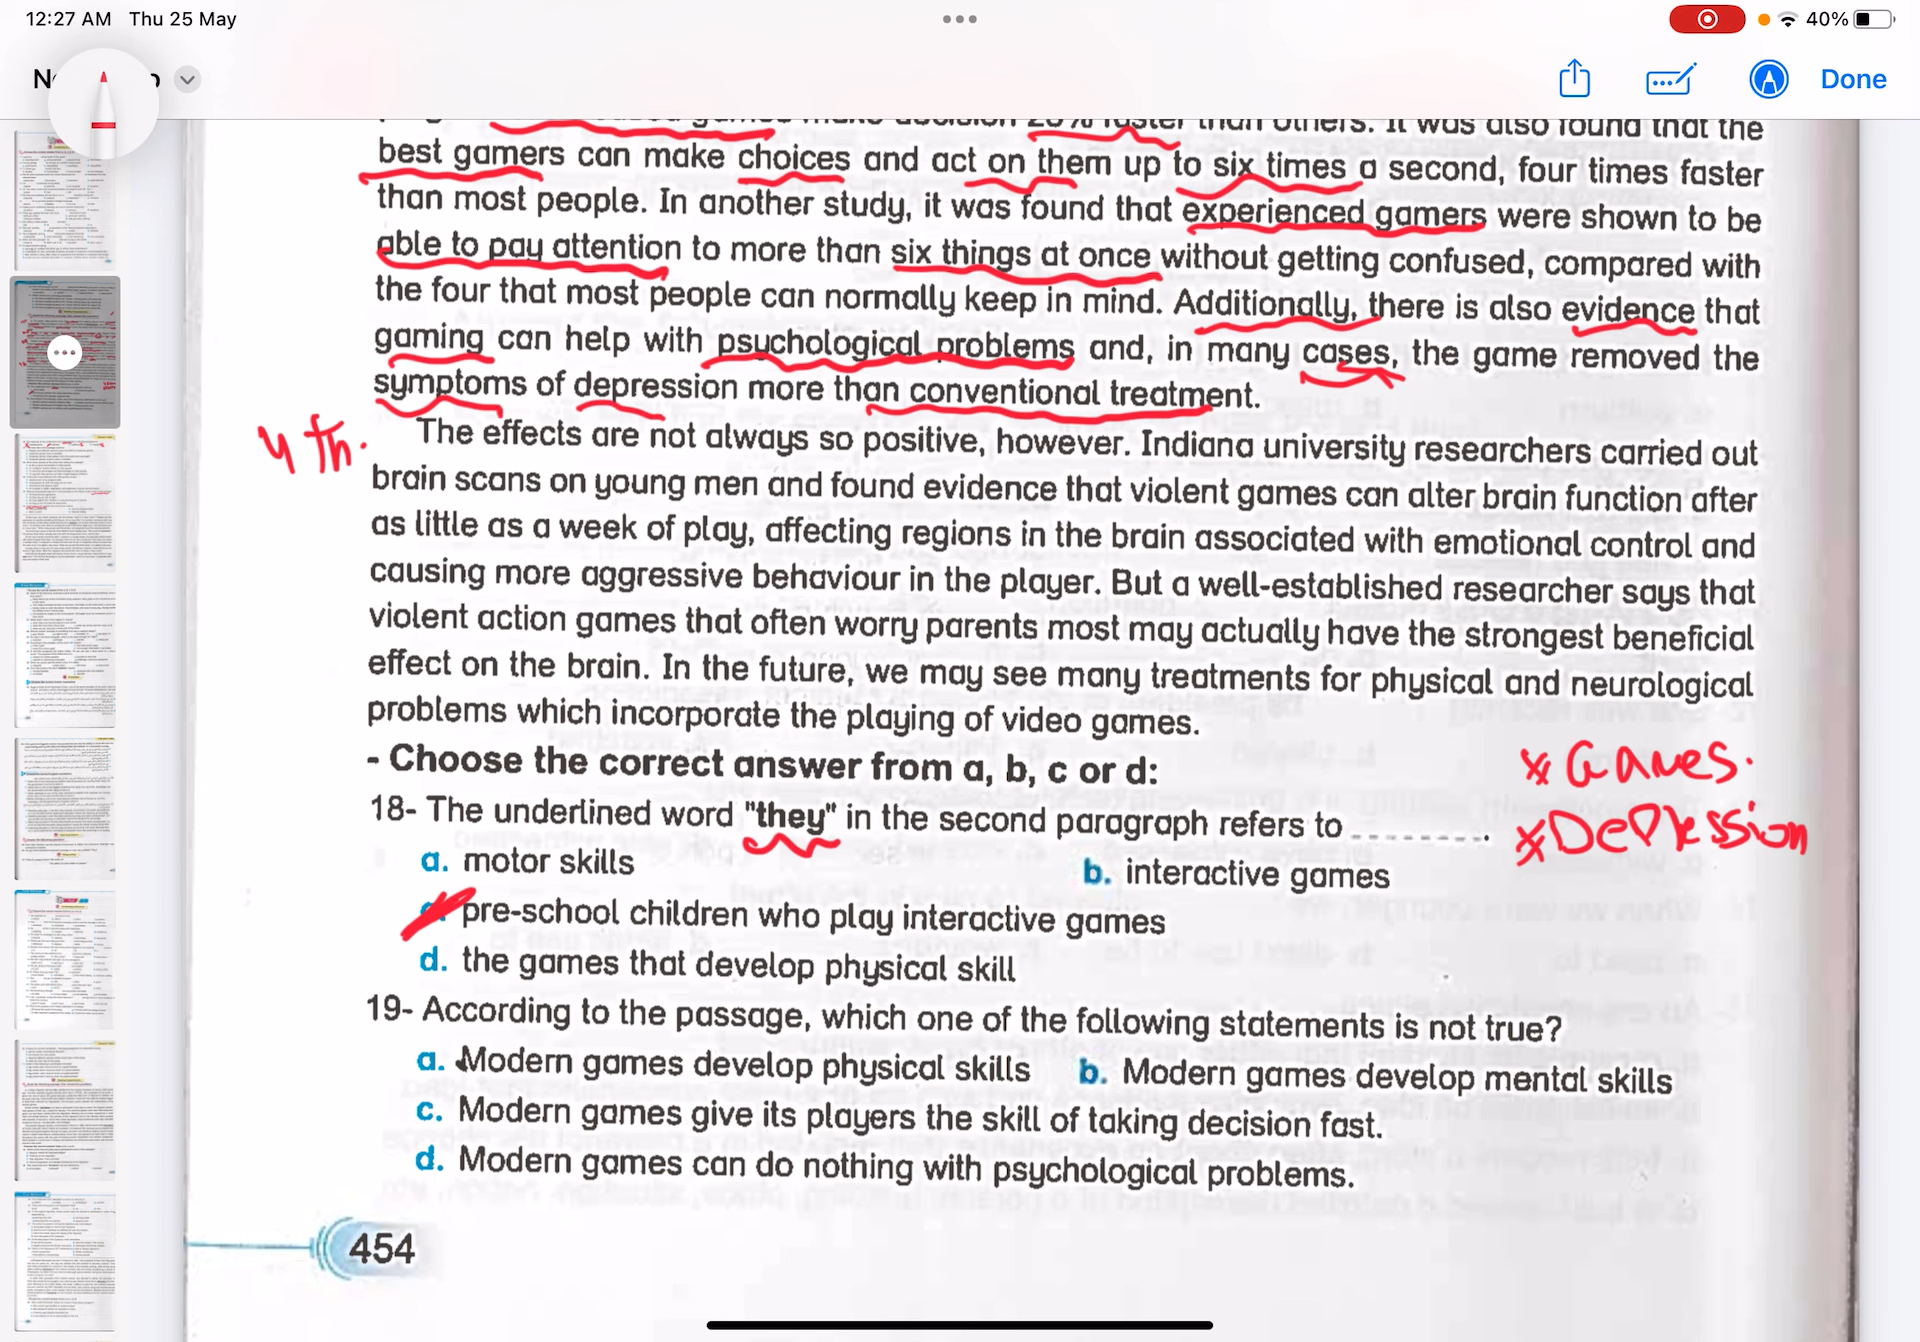 12:27 AM Thu 25 May
40%
Done
than others. It was also found that the
best gamers can make choices and act on them up to six times a second, four times faster
than most people. In another study, it was found that experienced gamers were shown to be
able to pay attention to more than six things at once without getting confused, compared with
the four that most people can normally keep in mind. Additionally, there is also evidence that
gaming can help with psychological problems and, in many cases, the game removed the
symptoms of depression more than conventional treatment.
4th.
The effects are not always so positive, however. Indiana university researchers carried out
brain scans on young men and found evidence that violent games can alter brain function after
as little as a week of play, affecting regions in the brain associated with emotional control and
causing more aggressive behaviour in the player. But a well-established researcher says that
violent action games that often worry parents most may actually have the strongest beneficial
effect on the brain. In the future, we may see many treatments for physical and neurological
problems which incorporate the playing of video games.
- Choose the correct answer from a, b, c or d:
* Games.
18- The underlined word "they" in the second paragraph refers to --------.
* Depression
a. motor skills b. interactive games
pre-school children who play interactive games
d. the games that develop physical skill
19- According to the passage, which one of the following statements is not true?
a. Modern games develop physical skills b. Modern games develop mental skills
c. Modern games give its players the skill of taking decision fast.
d. Modern games can do nothing with psychological problems.
454